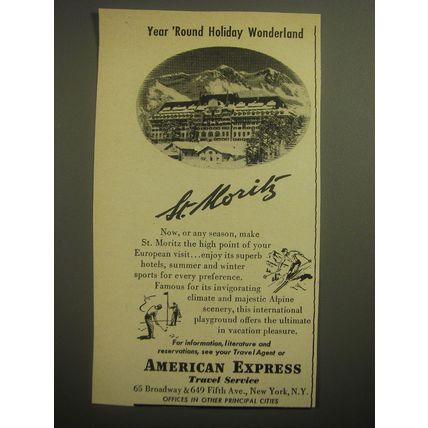 Year 'Round Holiday Wonderland
St. Moritz
Now, or any season, make
St. Moritz the high point of your
European visit...enjoy its superb
hotels, summer and winter
sports for every preference.
Famous for its invigorating
climate and majestic Alpine
scenery, this international
playground offers the ultimate
in vacation pleasure.
For information, literature and
reservations, see your Travel Agent or
AMERICAN EXPRESS
Travel Service
65 Broadway & 649 Fifth Ave., New York, N.Y.
OFFICES IN OTHER PRINCIPAL CITIES